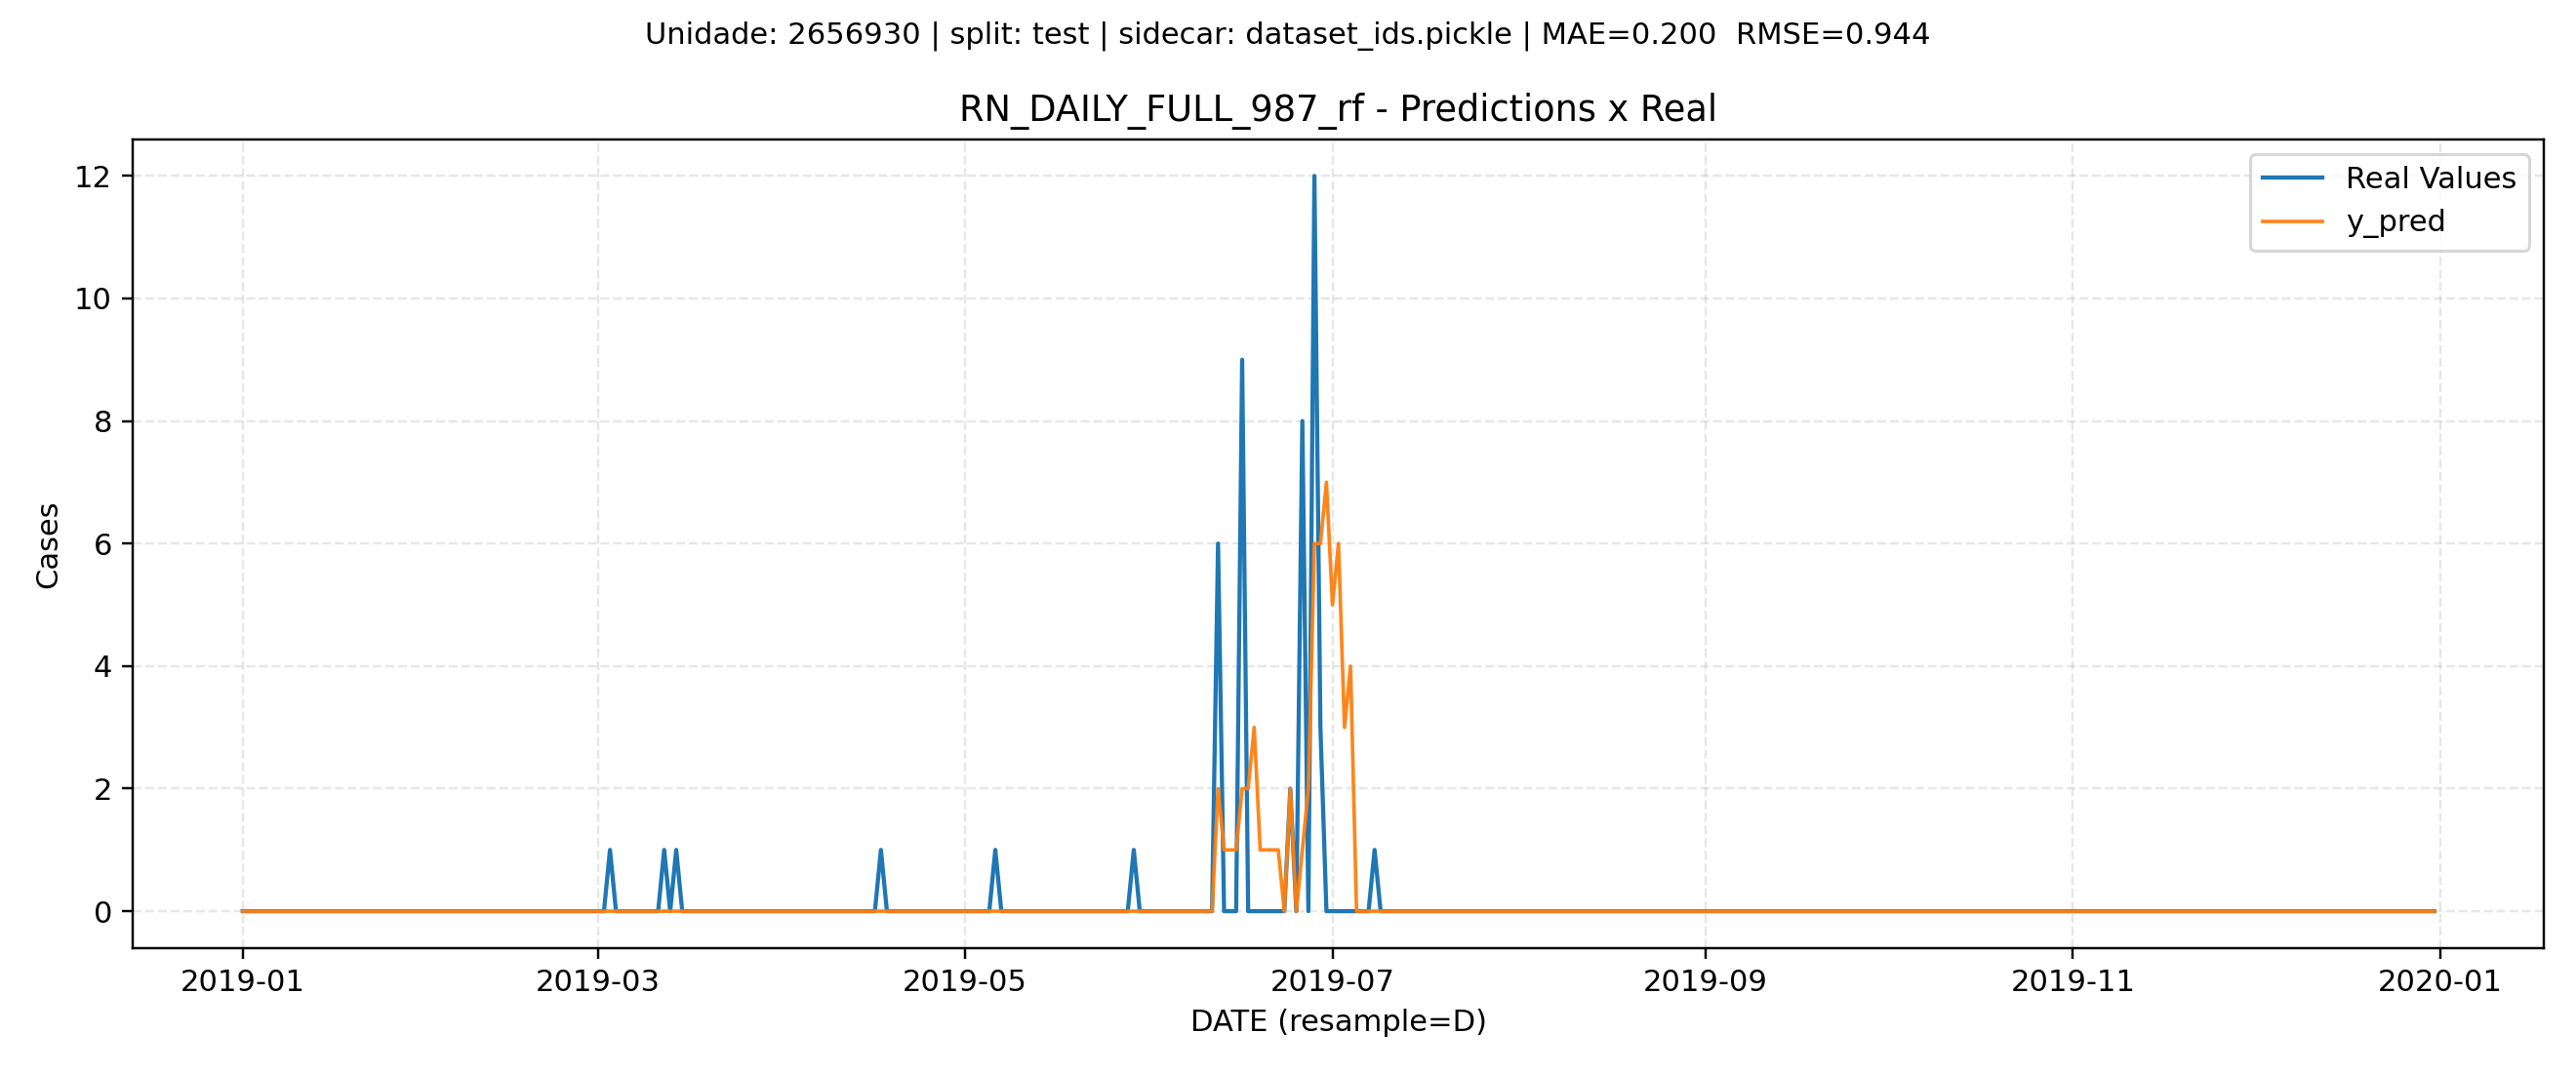 Unidade: 2656930 | split: test | sidecar: dataset_ids.pickle | MAE=0.200  RMSE=0.944
RN_DAILY_FULL_987_rf - Predictions x Real
Real Values
y_pred
12
10
8
6
4
2
0
Cases
2019-01
2019-03
2019-05
2019-07
2019-09
2019-11
2020-01
DATE (resample=D)